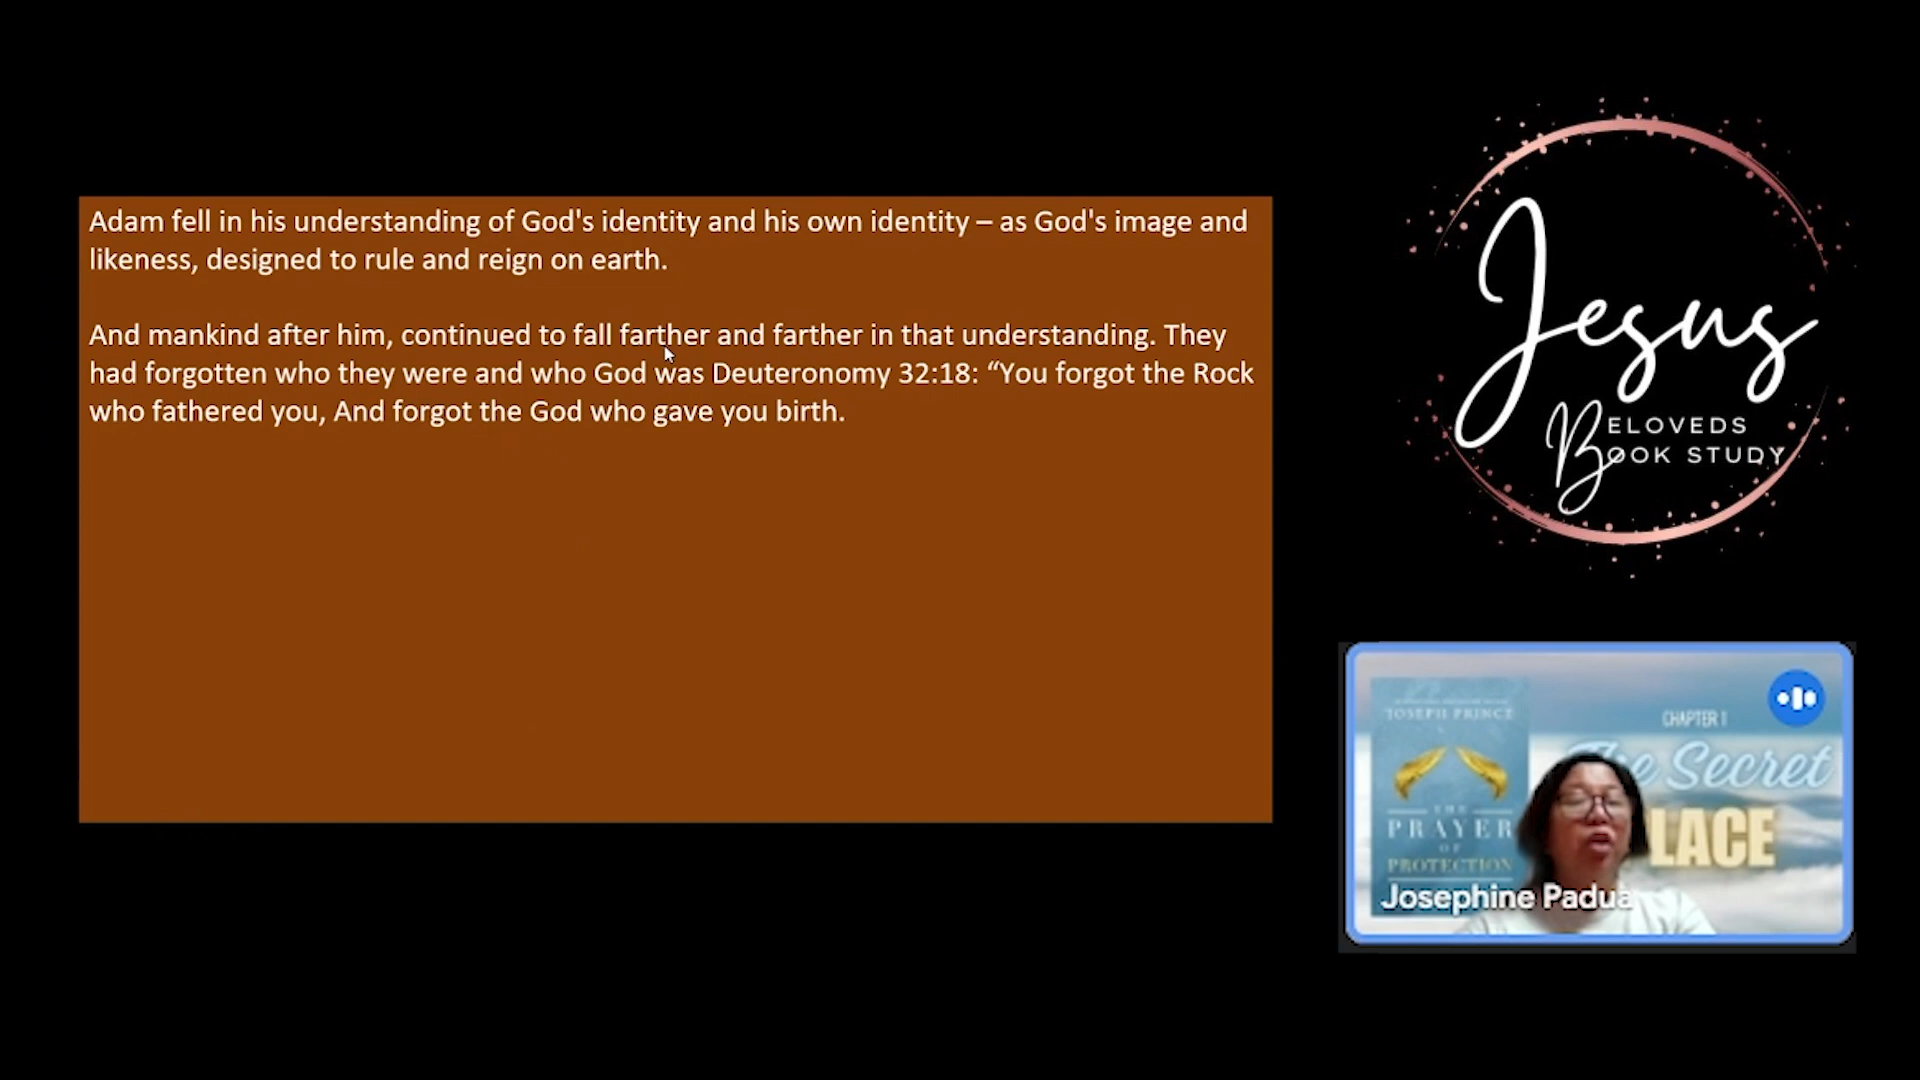 Adam fell in his understanding of God's identity and his own identity – as God's image and
likeness, designed to rule and reign on earth.
And mankind after him, continued to fall farther and farther in that understanding. They
had forgotten who they were and who God was Deuteronomy 32:18: “You forgot the Rock
who fathered you, And forgot the God who gave you birth.
Jesus
BELOVEDS
BOOK STUDY
JOSEPH PRINCE
THE
PRAYER
OF
PROTECTION
CHAPTER 1
Secret
LACE
Josephine Padua